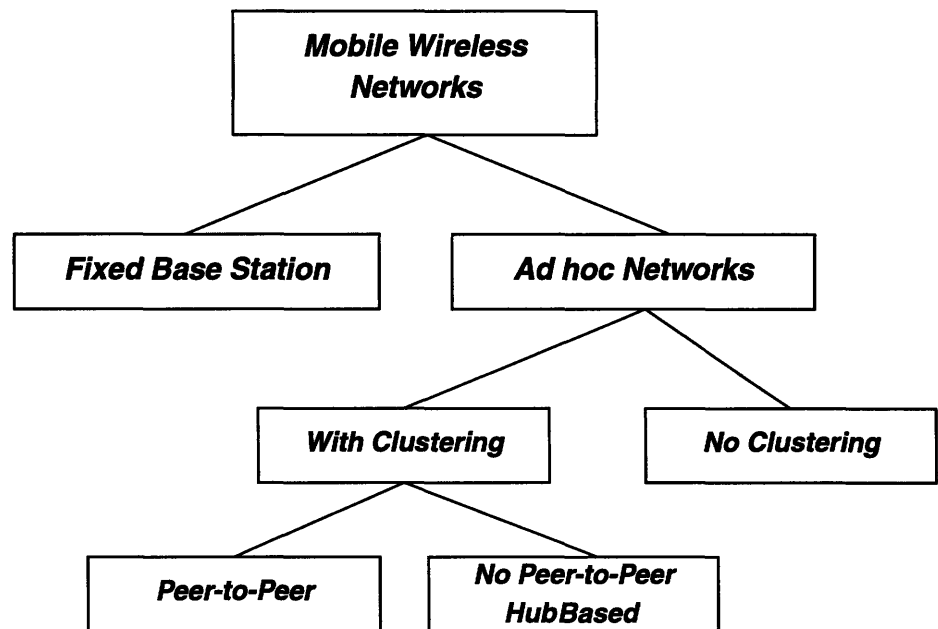 Mobile Wireless
Networks
Fixed Base Station
Ad hoc Networks
With Clustering
No Clustering
Peer-to-Peer
No Peer-to-Peer
HubBased